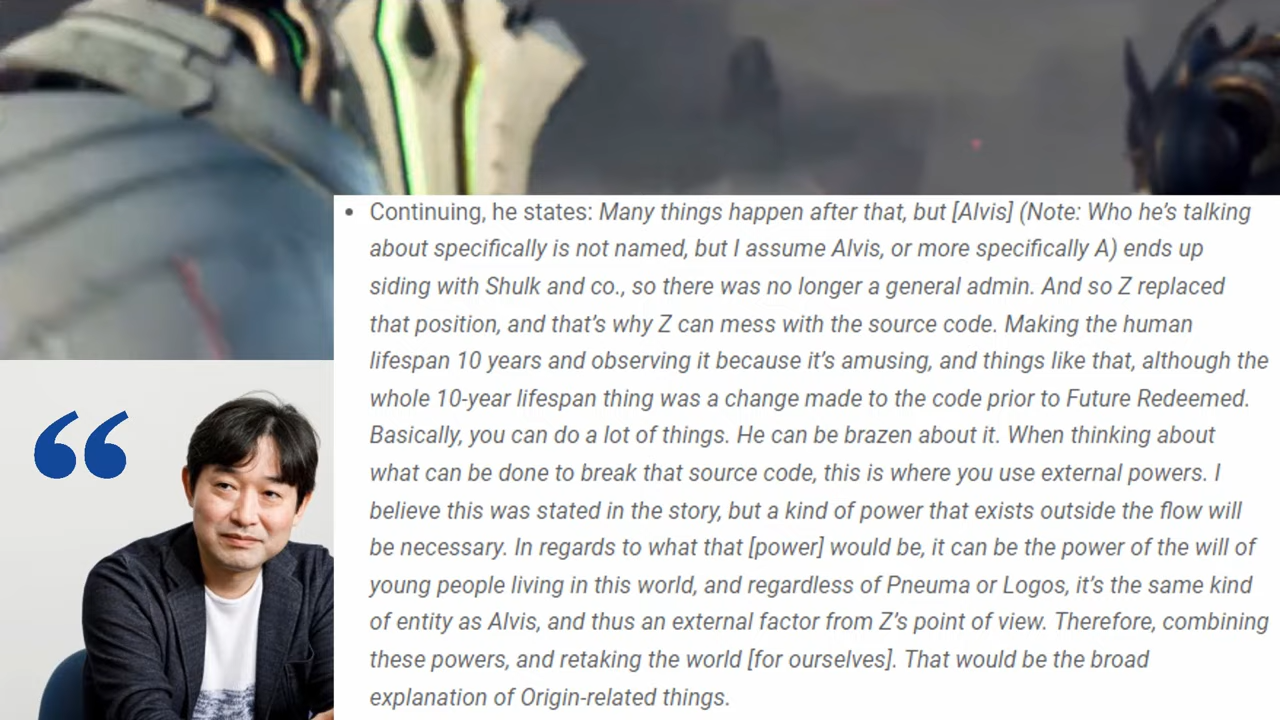 • Continuing, he states: Many things happen after that, but [Alvis] (Note: Who he’s talking
about specifically is not named, but I assume Alvis, or more specifically A) ends up
siding with Shulk and co., so there was no longer a general admin. And so Z replaced
that position, and that’s why Z can mess with the source code. Making the human
lifespan 10 years and observing it because it’s amusing, and things like that, although the
whole 10-year lifespan thing was a change made to the code prior to Future Redeemed.
Basically, you can do a lot of things. He can be brazen about it. When thinking about
what can be done to break that source code, this is where you use external powers. I
believe this was stated in the story, but a kind of power that exists outside the flow will
be necessary. In regards to what that [power] would be, it can be the power of the will of
young people living in this world, and regardless of Pneuma or Logos, it’s the same kind
of entity as Alvis, and thus an external factor from Z’s point of view. Therefore, combining
these powers, and retaking the world [for ourselves]. That would be the broad
explanation of Origin-related things.